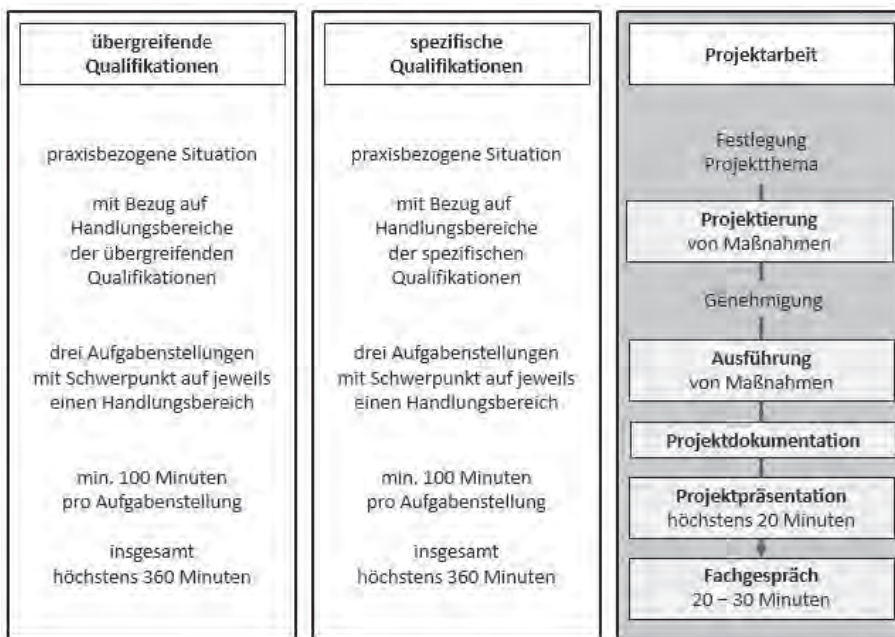 übergreifende
Qualifikationen
praxisbezogene Situation
mit Bezug auf
Handlungsbereiche
der übergreifenden
Qualifikationen
drei Aufgabenstellungen
mit Schwerpunkt auf jeweils
einen Handlungsbereich
min. 100 Minuten
pro Aufgabenstellung
insgesamt
höchstens 360 Minuten
spezifische
Qualifikationen
praxisbezogene Situation
mit Bezug auf
Handlungsbereiche
der spezifischen
Qualifikationen
drei Aufgabenstellungen
mit Schwerpunkt auf jeweils
einen Handlungsbereich
min. 100 Minuten
pro Aufgabenstellung
insgesamt
höchstens 360 Minuten
Projektarbeit
Festlegung
Projektthema
Projektierung
von Maßnahmen
Genehmigung
Ausführung
von Maßnahmen
Projektdokumentation
Projektpräsentation
höchstens 20 Minuten
Fachgespräch
20 – 30 Minuten